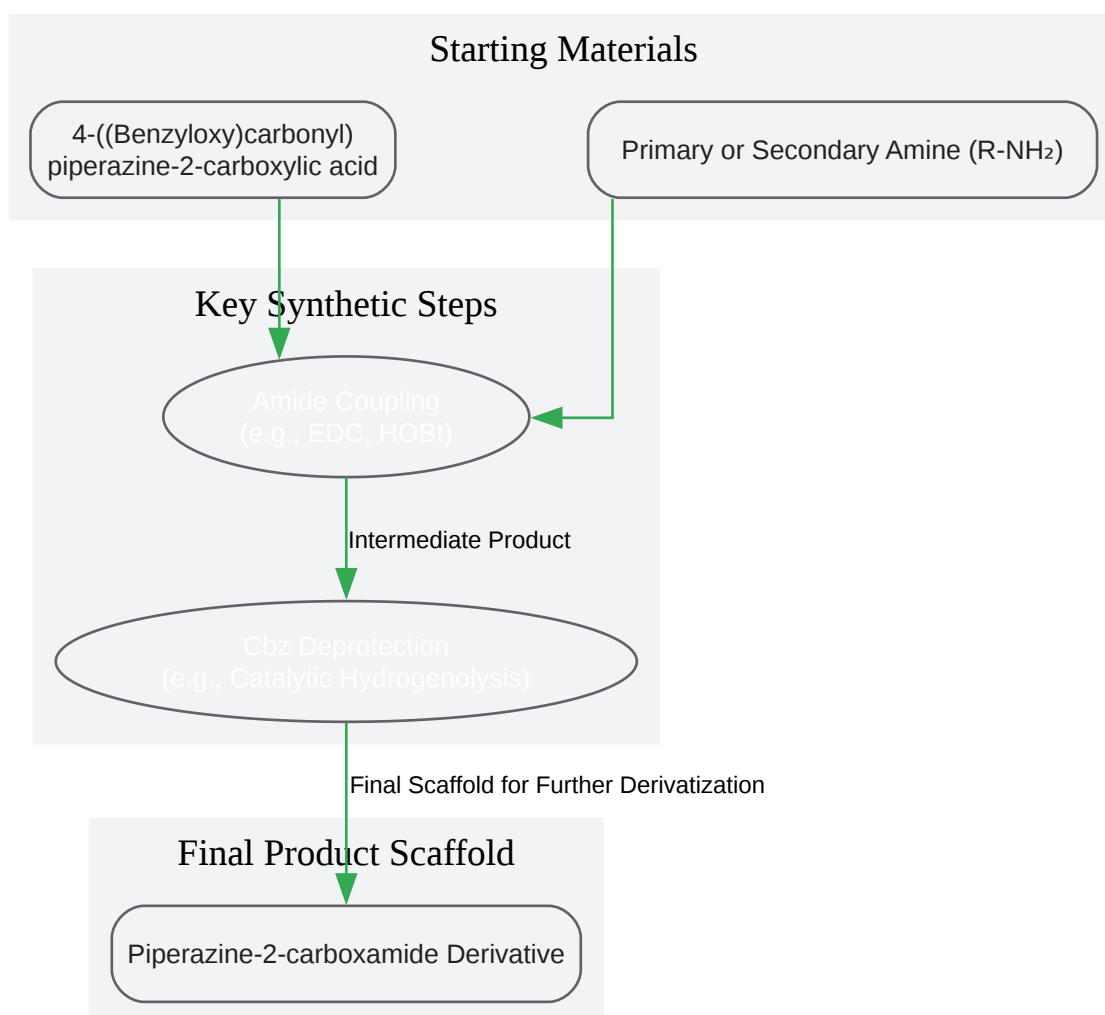 Starting Materials
4-((Benzyloxy)carbonyl)
piperazine-2-carboxylic acid
Primary or Secondary Amine (R-NH₂)
Key Synthetic Steps
Amide Coupling
(e.g., EDC, HOBt)
Intermediate Product
Cbz Deprotection
(e.g., Catalytic Hydrogenolysis)
Final Scaffold for Further Derivatization
Final Product Scaffold
Piperazine-2-carboxamide Derivative